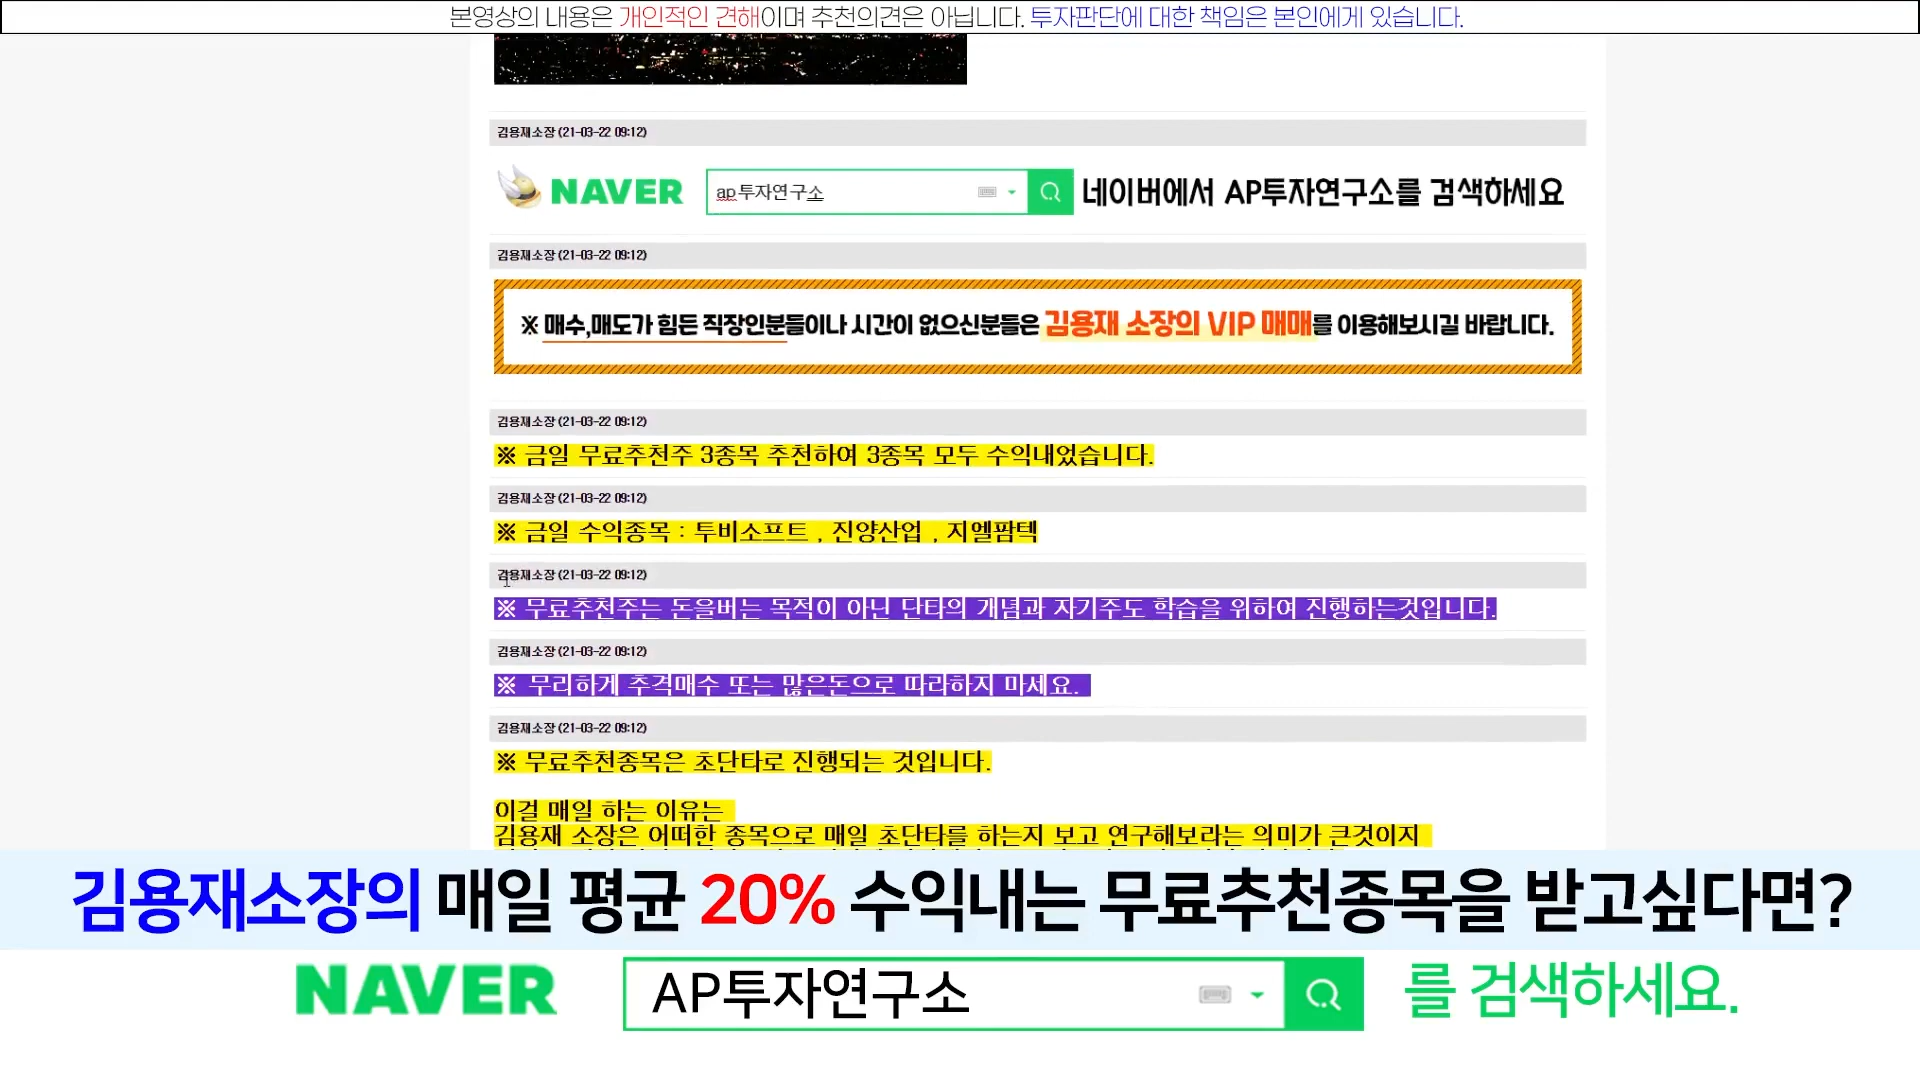 본영상의 내용은 개인적인 견해이며 추천의견은 아닙니다. 투자판단에 대한 책임은 본인에게 있습니다.
김용재소장 (21-03-22 09:12)
NAVER ap투자연구소 네이버에서 AP투자연구소를 검색하세요
김용재소장 (21-03-22 09:12)
※ 매수,매도가 힘든 직장인분들이나 시간이 없으신분들은 김용재 소장의 VIP 매매를 이용해보시길 바랍니다.
김용재소장 (21-03-22 09:12)
※ 금일 무료추천주 3종목 추천하여 3종목 모두 수익내었습니다.
김용재소장 (21-03-22 09:12)
※ 금일 수익종목 : 투비소프트 , 진양산업 , 지엘팜텍
김용재소장 (21-03-22 09:12)
※ 무료추천주는 돈을버는 목적이 아닌 단타의 개념과 자기주도 학습을 위하여 진행하는것입니다.
김용재소장 (21-03-22 09:12)
※ 무리하게 추격매수 또는 많은돈으로 따라하지 마세요.
김용재소장 (21-03-22 09:12)
※ 무료추천종목은 초단타로 진행되는 것입니다.
이걸 매일 하는 이유는
김용재 소장은 어떠한 종목으로 매일 초단타를 하는지 보고 연구해보라는 의미가 큰것이지
김용재소장의 매일 평균 20% 수익내는 무료추천종목을 받고싶다면?
NAVER AP투자연구소 를 검색하세요.